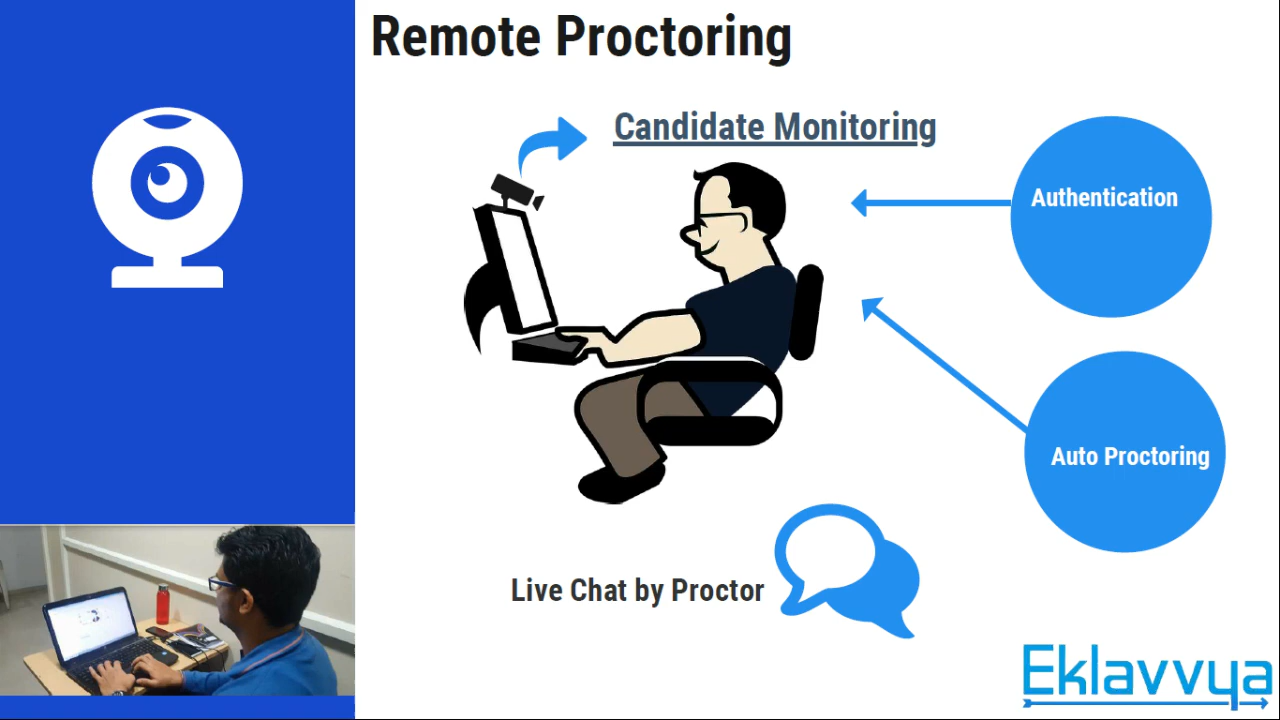 Remote Proctoring
Candidate Monitoring
Authentication
Auto Proctoring
Live Chat by Proctor
Eklavvya